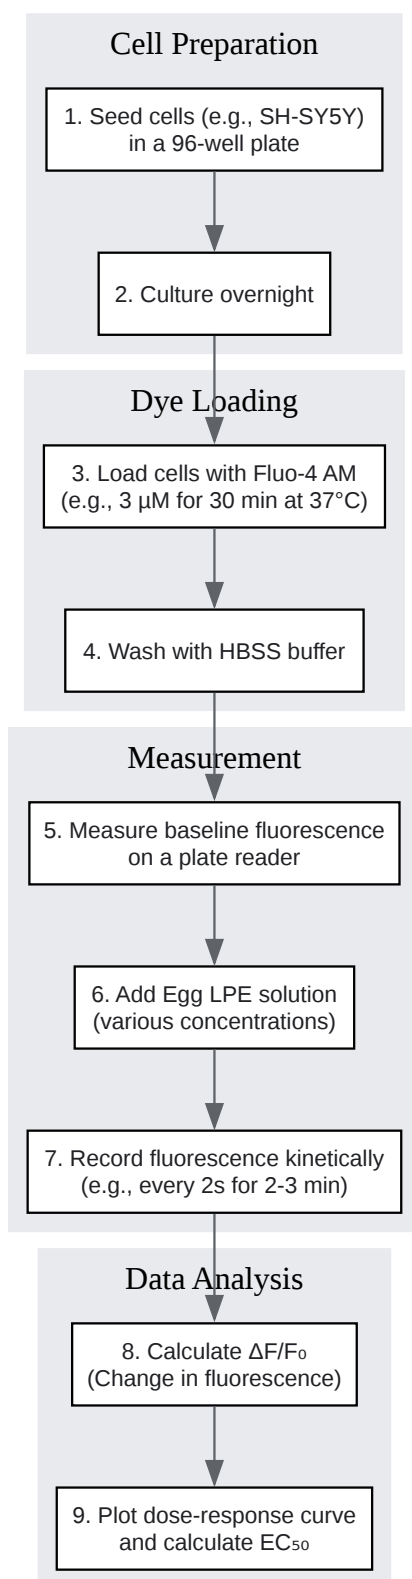 Cell Preparation
1. Seed cells (e.g., SH-SY5Y)
in a 96-well plate
2. Culture overnight
Dye Loading
3. Load cells with Fluo-4 AM
(e.g., 3 µM for 30 min at 37°C)
4. Wash with HBSS buffer
Measurement
5. Measure baseline fluorescence
on a plate reader
6. Add Egg LPE solution
(various concentrations)
7. Record fluorescence kinetically
(e.g., every 2s for 2-3 min)
Data Analysis
8. Calculate ΔF/F₀
(Change in fluorescence)
9. Plot dose-response curve
and calculate EC₅₀